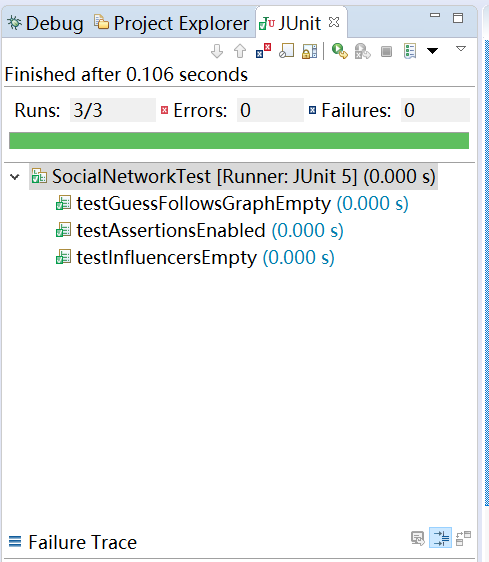 Debug Project Explorer JUnit
Finished after 0.106 seconds
Runs: 3/3 Errors: 0 Failures: 0
SocialNetworkTest [Runner: JUnit 5] (0.000 s)
testGuessFollowsGraphEmpty (0.000 s)
testAssertionsEnabled (0.000 s)
testInfluencersEmpty (0.000 s)
Failure Trace